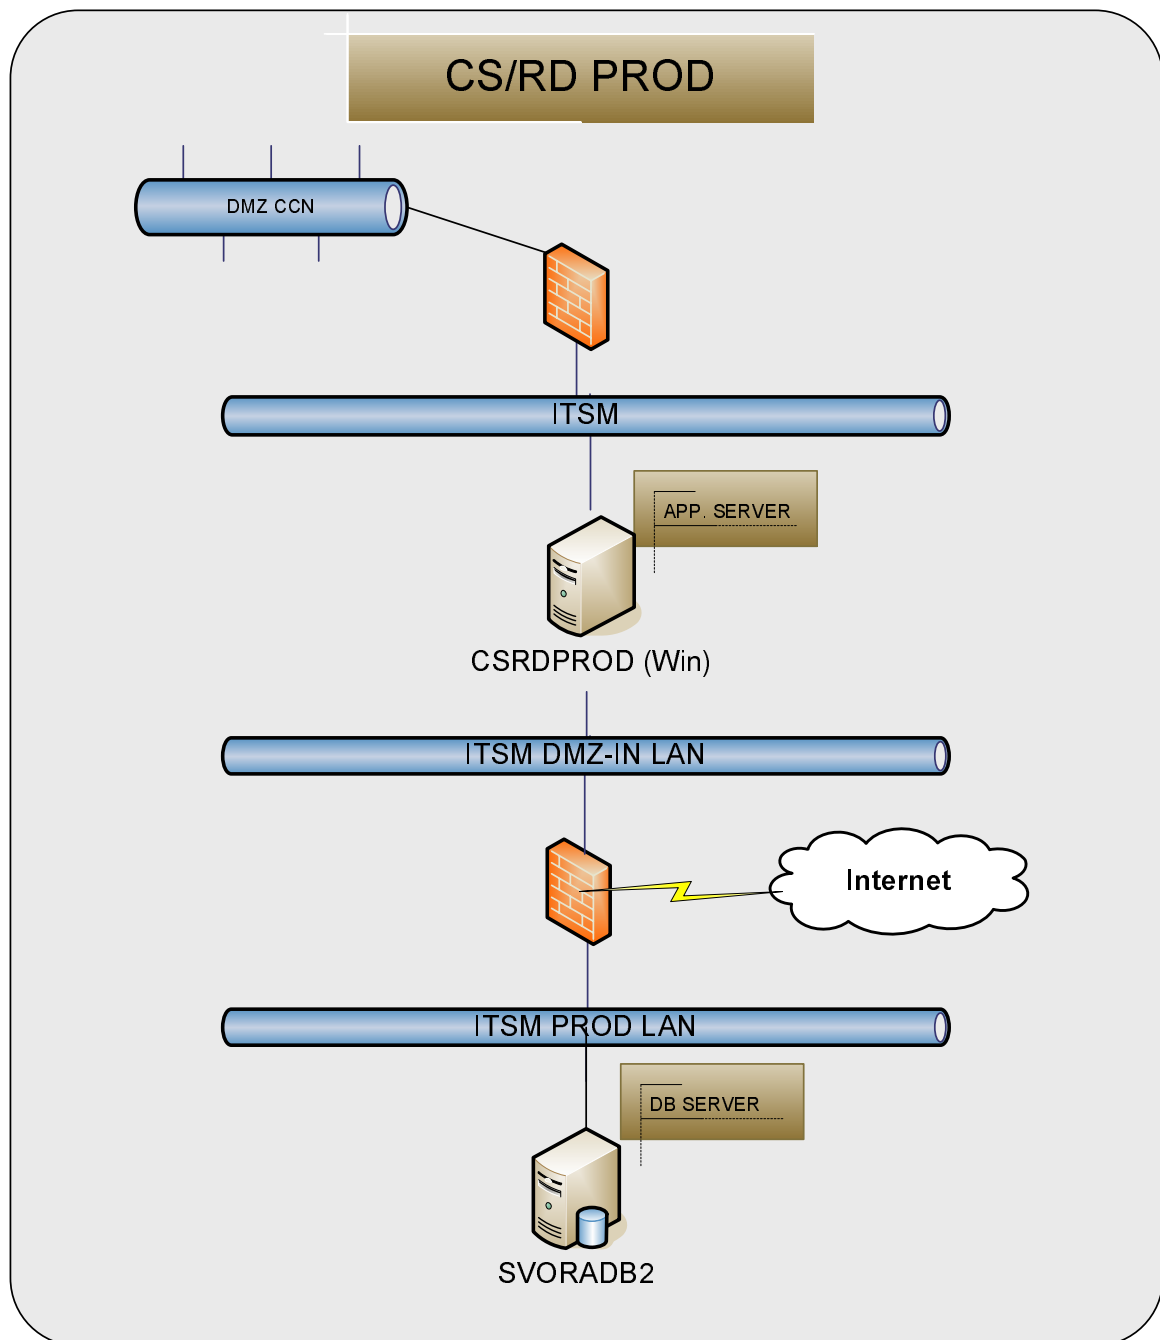 CS/RD PROD
DMZ CCN
ITSM
APP. SERVER
CSRDPROD (Win)
ITSM DMZ-IN LAN
Internet
ITSM PROD LAN
DB SERVER
SVORADB2